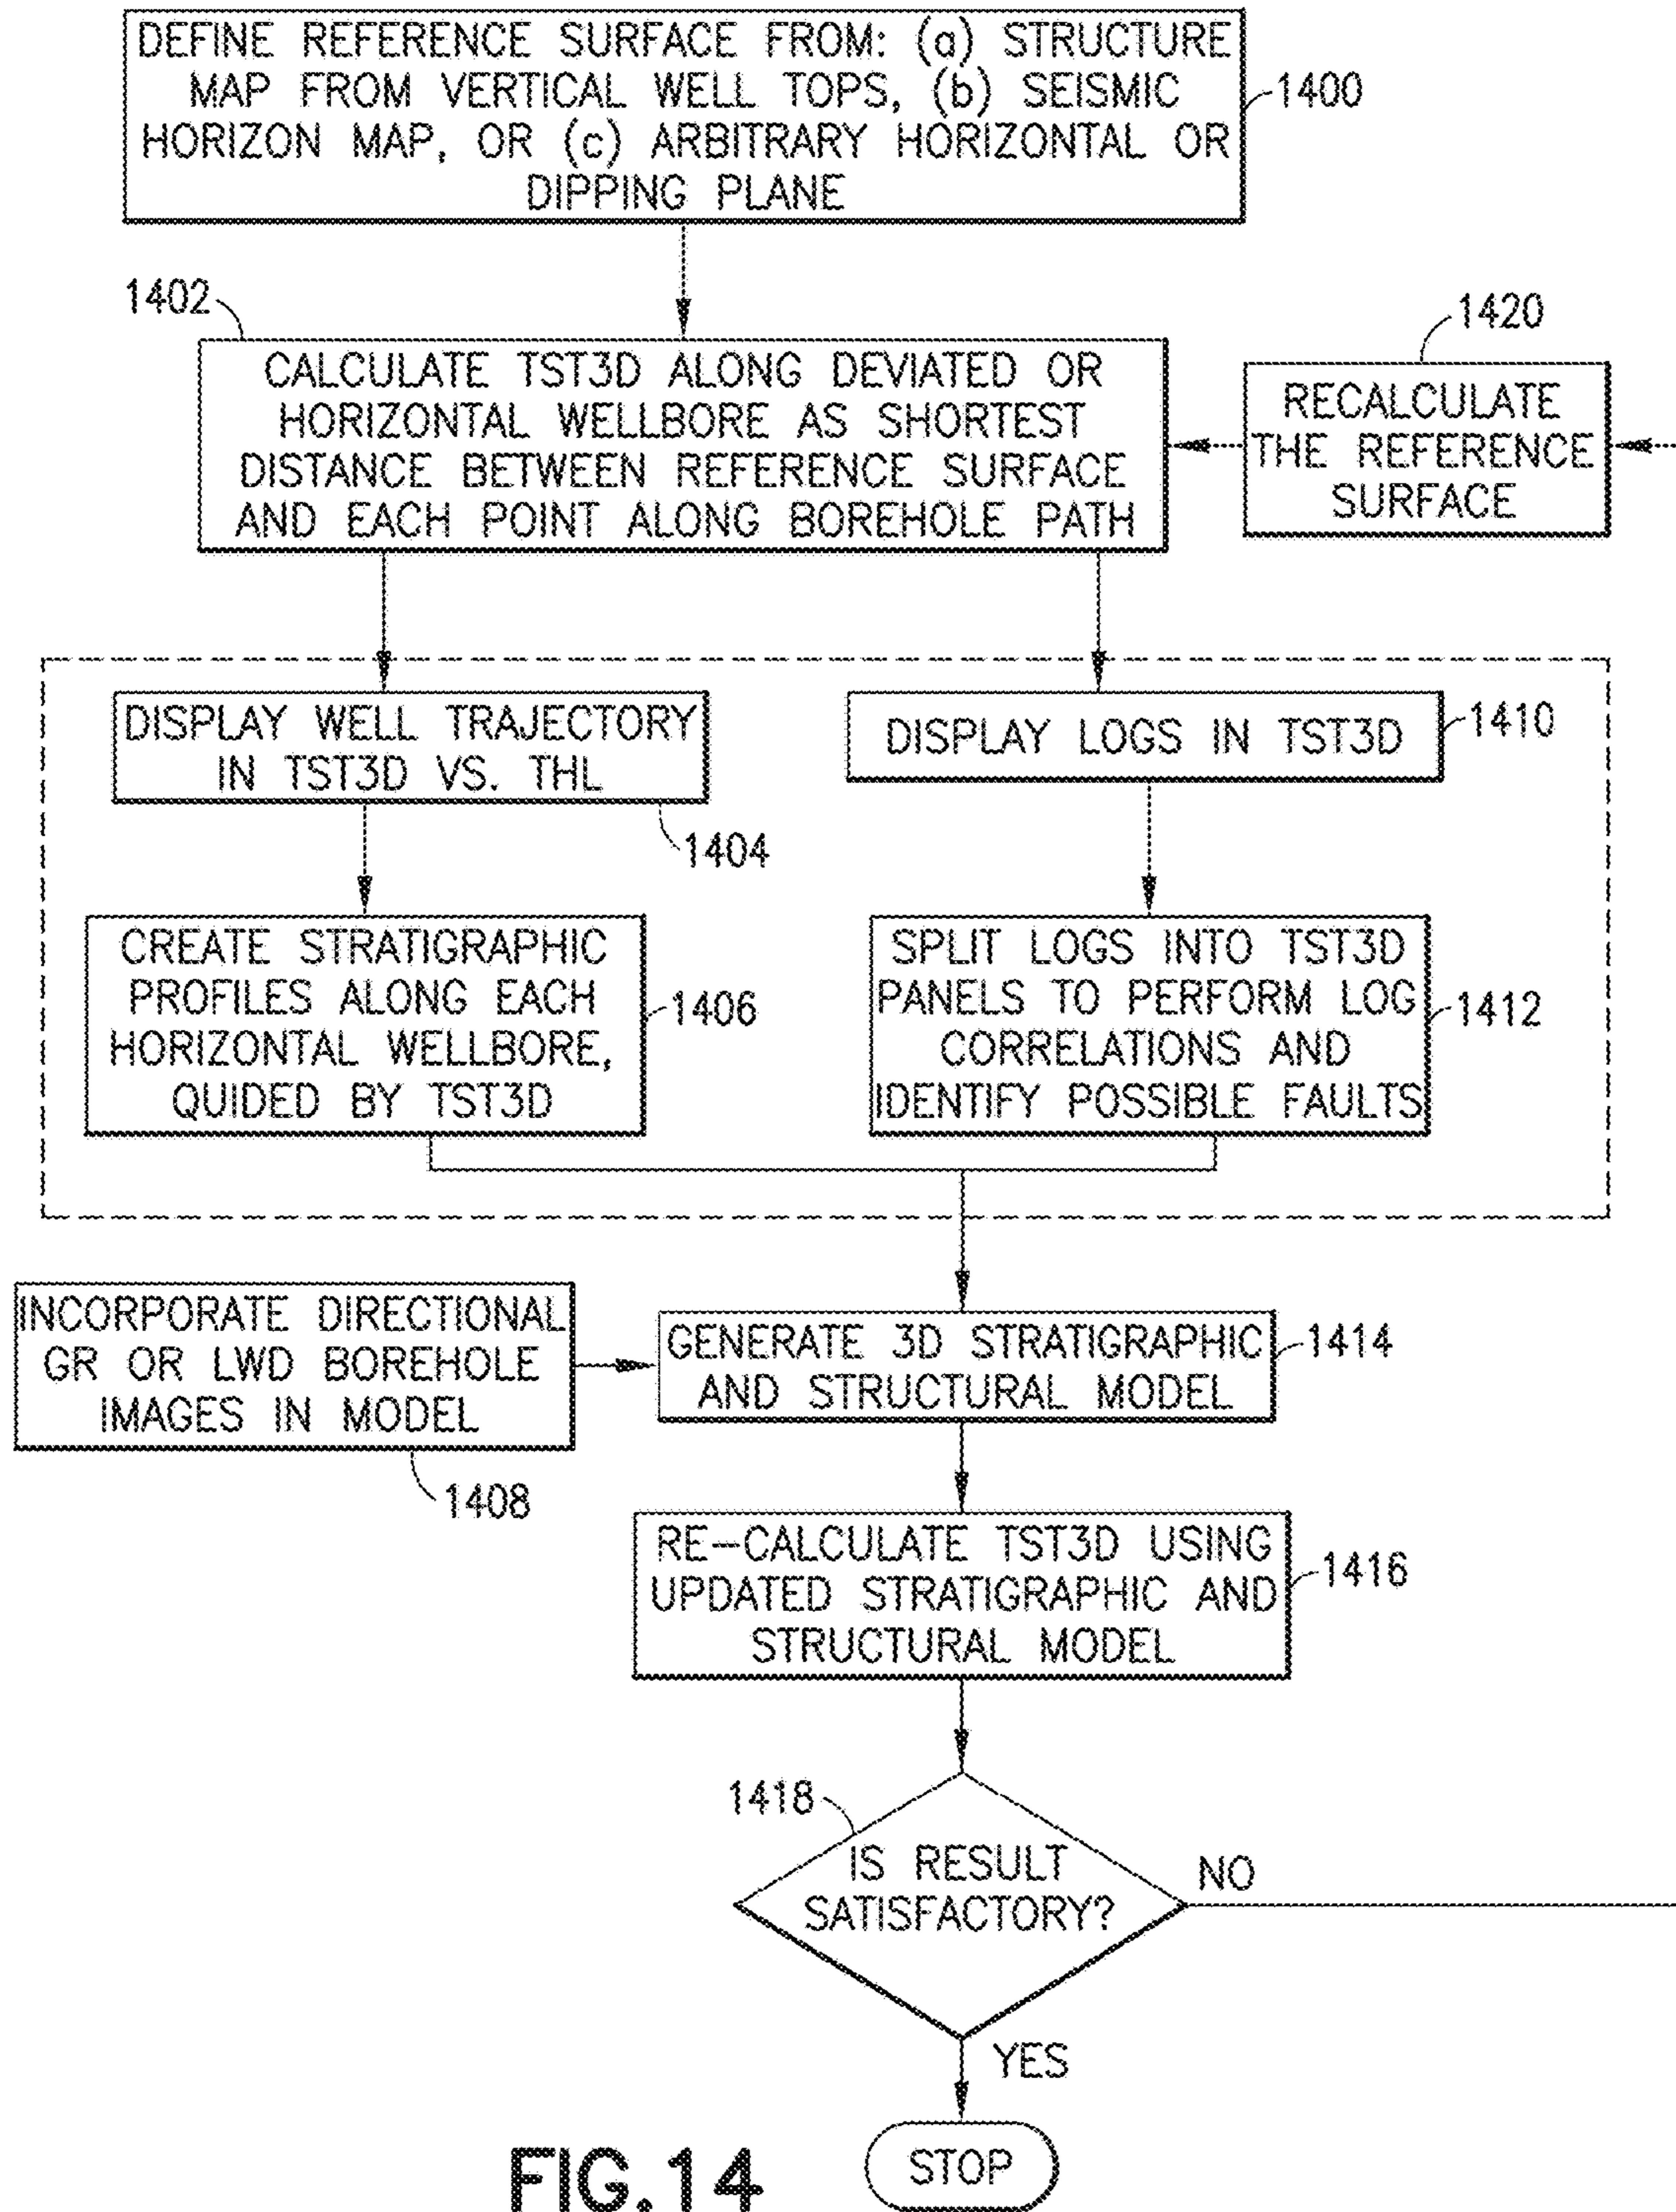 DEFINE REFERENCE SURFACE FROM: (a) STRUCTURE
MAP FROM VERTICAL WELL TOPS, (b) SEISMIC
HORIZON MAP, OR (c) ARBITRARY HORIZONTAL OR
DIPPING PLANE
1400
1402
CALCULATE TST3D ALONG DEVIATED OR
HORIZONTAL WELLBORE AS SHORTEST
DISTANCE BETWEEN REFERENCE SURFACE
AND EACH POINT ALONG BOREHOLE PATH
1420
RECALCULATE
THE REFERENCE
SURFACE
DISPLAY WELL TRAJECTORY
IN TST3D VS. THL
1404
DISPLAY LOGS IN TST3D
1410
CREATE STRATIGRAPHIC
PROFILES ALONG EACH
HORIZONTAL WELLBORE,
QUIDED BY TST3D
1406
SPLIT LOGS INTO TST3D
PANELS TO PERFORM LOG
CORRELATIONS AND
IDENTIFY POSSIBLE FAULTS
1412
INCORPORATE DIRECTIONAL
GR OR LWD BOREHOLE
IMAGES IN MODEL
1408
GENERATE 3D STRATIGRAPHIC
AND STRUCTURAL MODEL
1414
RE-CALCULATE TST3D USING
UPDATED STRATIGRAPHIC AND
STRUCTURAL MODEL
1416
1418
IS RESULT
SATISFACTORY?
NO
YES
STOP
FIG.14